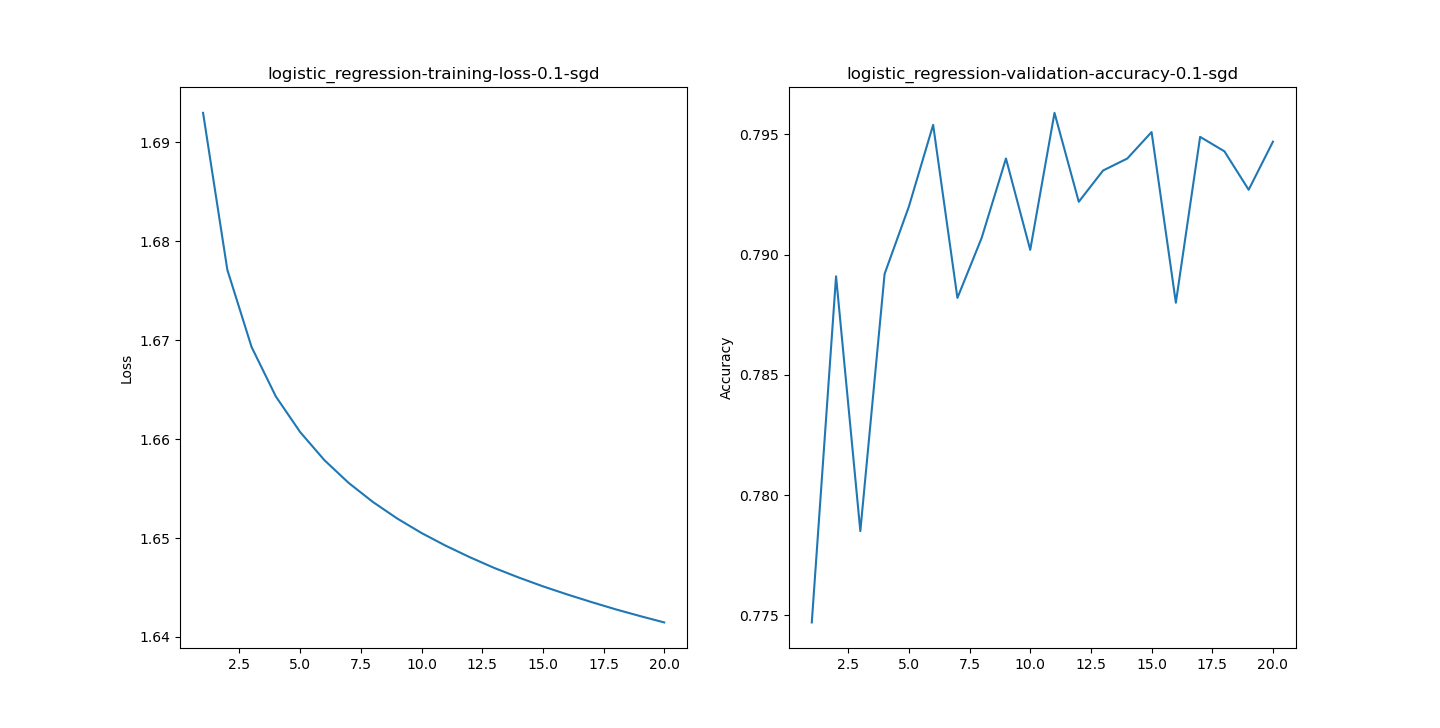 logistic_regression-training-loss-0.1-sgd
Loss
1.69
1.68
1.67
1.66
1.65
1.64
2.5 5.0 7.5 10.0 12.5 15.0 17.5 20.0
logistic_regression-validation-accuracy-0.1-sgd
Accuracy
0.795
0.790
0.785
0.780
0.775
2.5 5.0 7.5 10.0 12.5 15.0 17.5 20.0